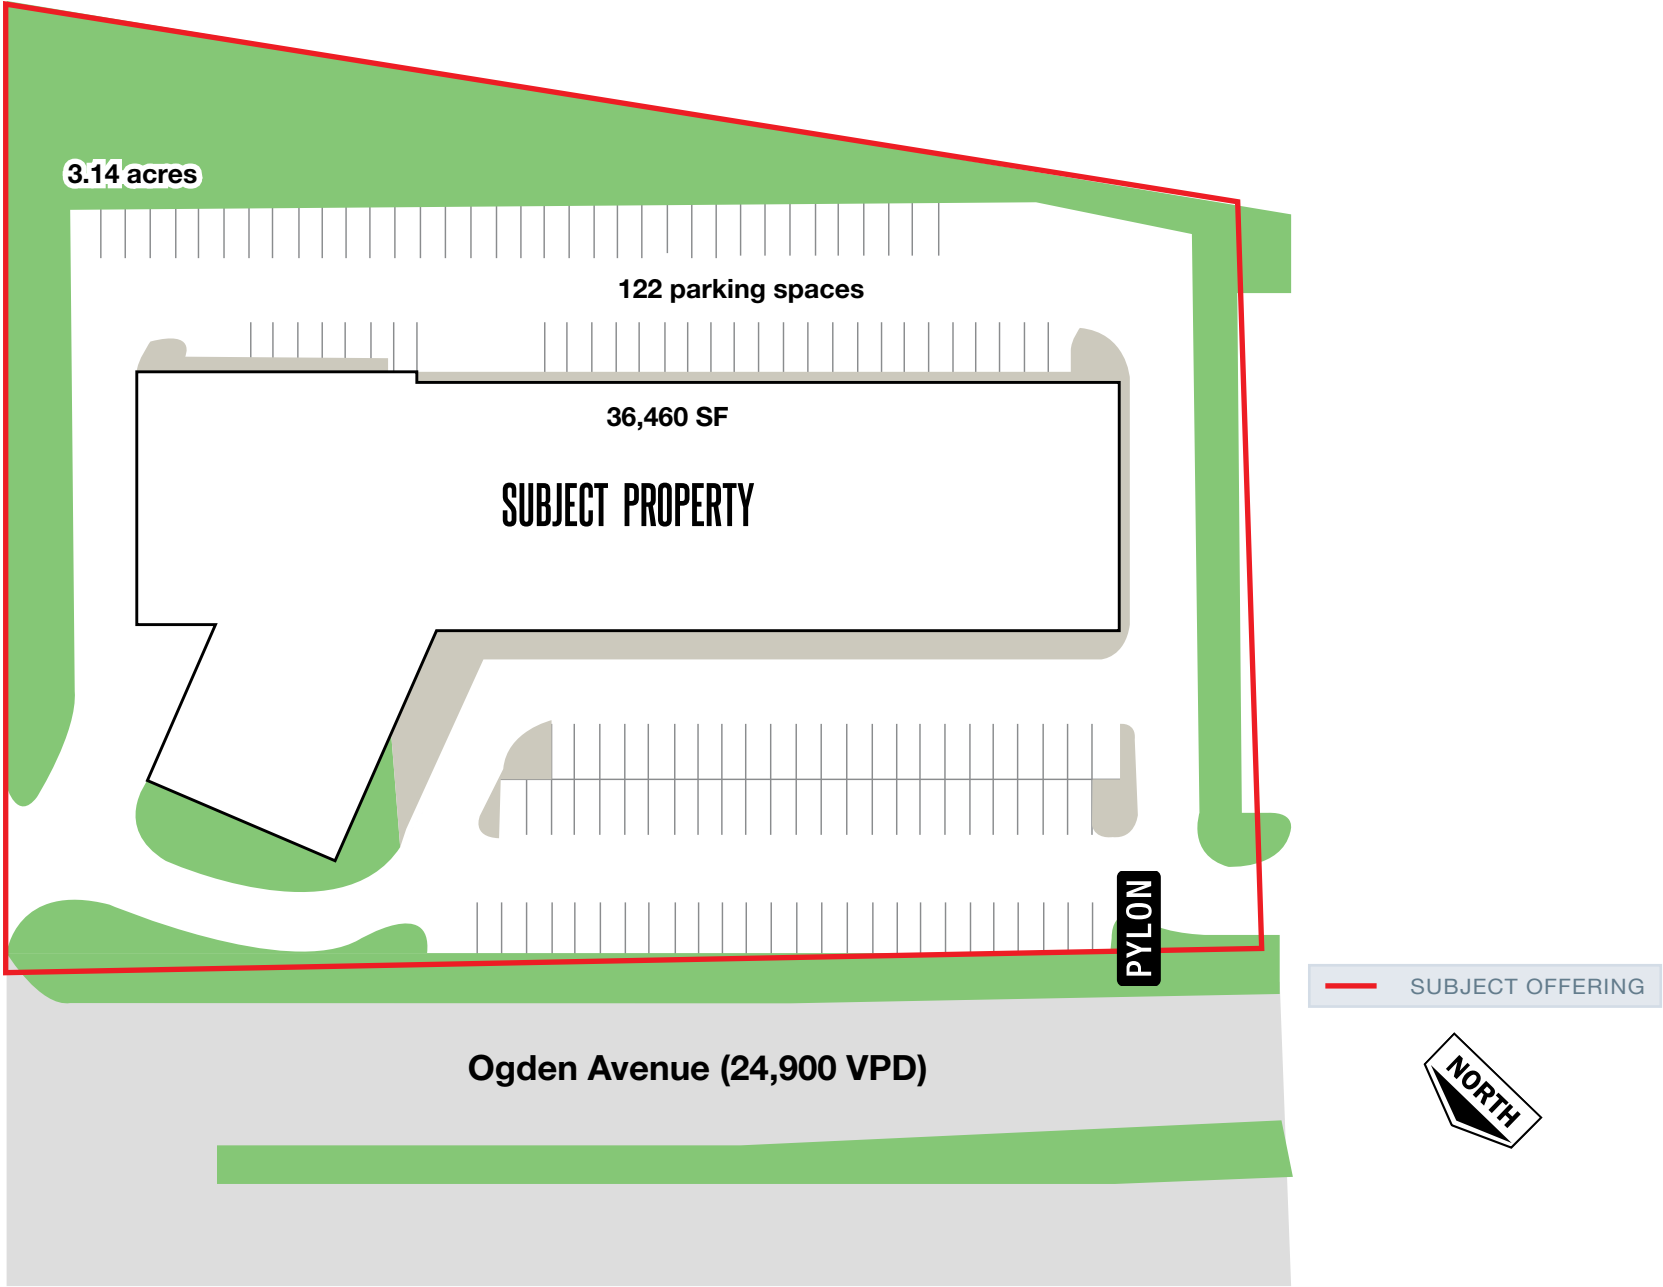 3.14 acres
122 parking spaces
36,460 SF
SUBJECT PROPERTY
PYLON
SUBJECT OFFERING
Ogden Avenue (24,900 VPD)
NORTH